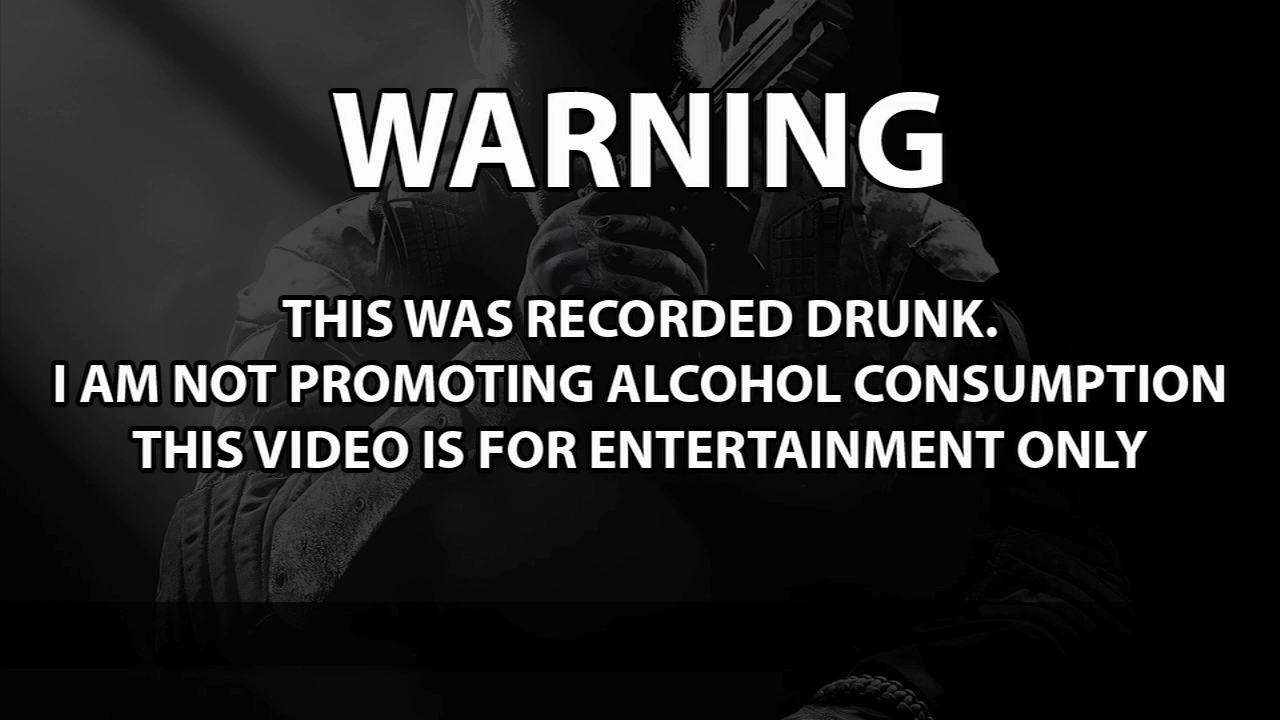 WARNING
THIS WAS RECORDED DRUNK.
I AM NOT PROMOTING ALCOHOL CONSUMPTION
THIS VIDEO IS FOR ENTERTAINMENT ONLY